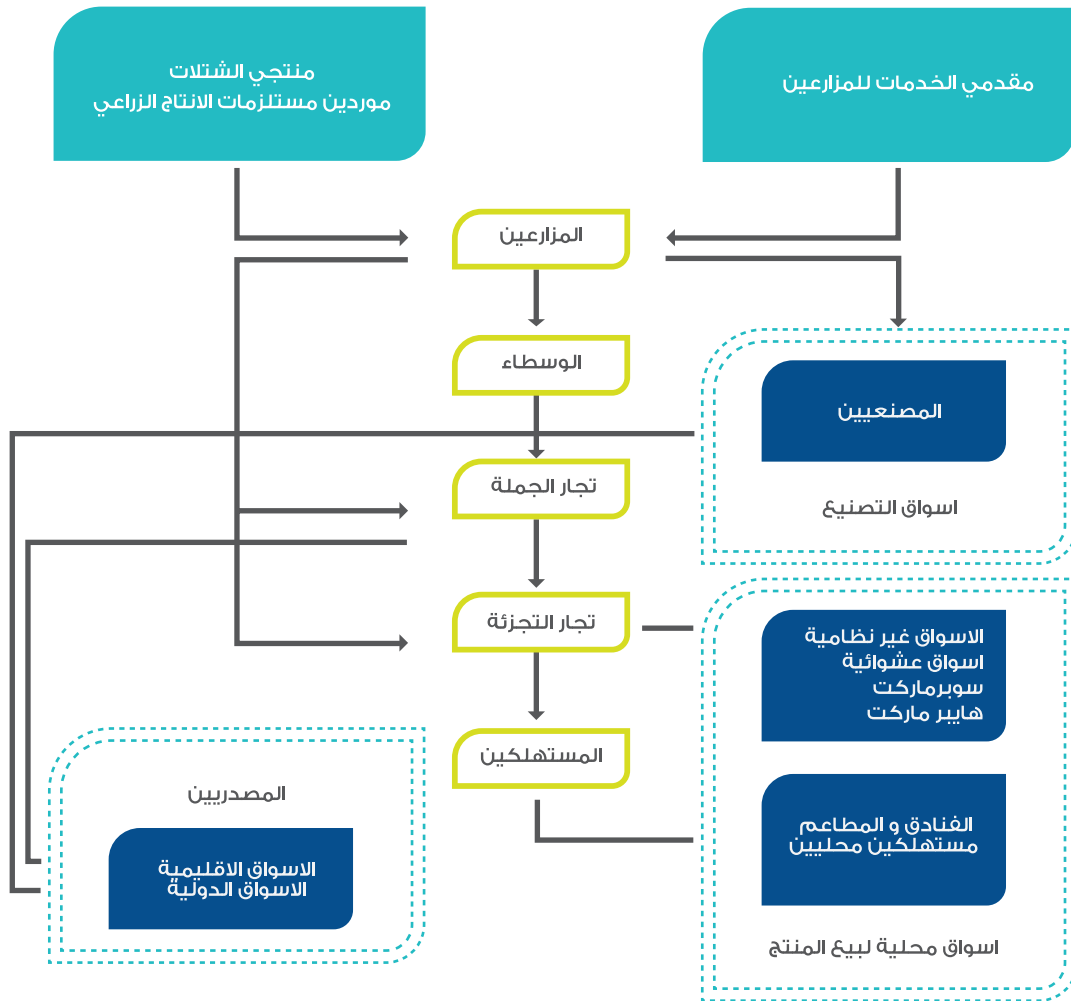 مقدمي الخدمات للمزارعين
منتجي الشتلات
موردين مستلزمات الانتاج الزراعي
المزارعين
الوسطاء
المصنعيين
تجار الجملة
اسواق التصنيع
تجار التجزئة
الاسواق غير نظامية
اسواق عشوائية
سوبرماركت
هايبر ماركت
المستهلكين
المصدريين
الفنادق و المطاعم
مستهلكين محليين
الاسواق الاقليمية
الاسواق الدولية
اسواق محلية لبيع المنتج